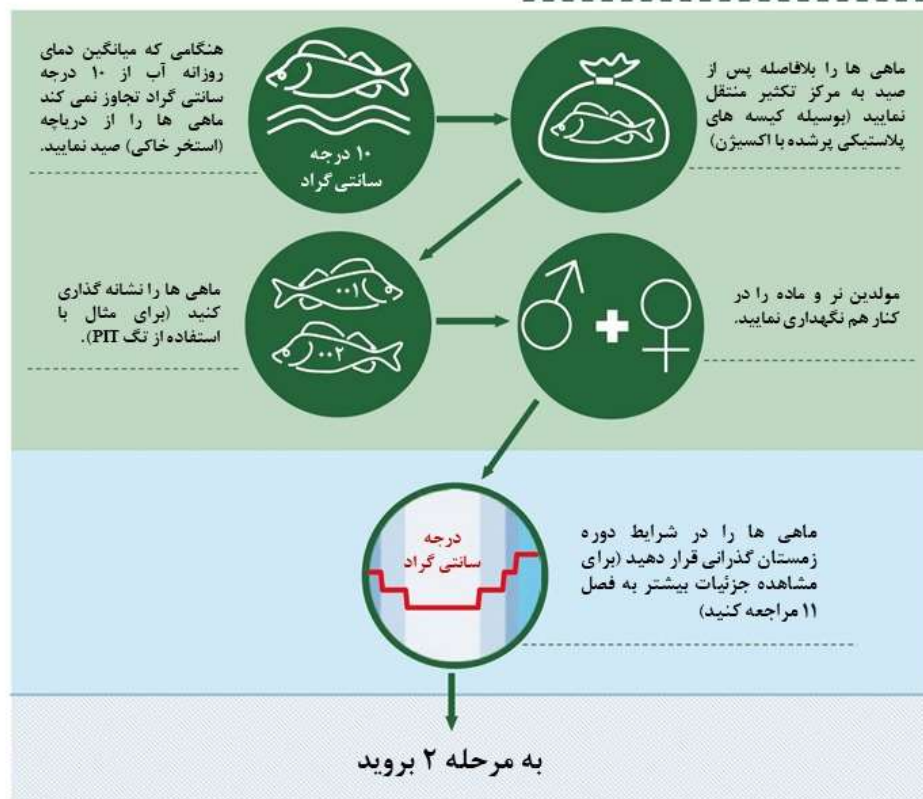 هنگامی که میانگین دمای
روزانه آب از ۱۰ درجه
سانتی گراد تجاوز نمی کند
ماهی ها را از دریاچه
(استخر خاکی) صید نمایید.
۱۰ درجه
سانتی گراد
ماهی ها را بلافاصله پس از
صید به مرکز تکثیر منتقل
نمایید (بوسیله کیسه های
پلاستیکی پرشده با اکسیژن)
ماهی ها را نشانه گذاری
کنید (برای مثال با
استفاده از تگ PIT).
۰۰۱
۰۰۲
مولدین نر و ماده را در
کنار هم نگهداری نمایید.
درجه
سانتی گراد
ماهی ها را در شرایط دوره
زمستان گذرانی قرار دهید (برای
مشاهده جزئیات بیشتر به فصل
۱۱ مراجعه کنید)
به مرحله ۲ بروید